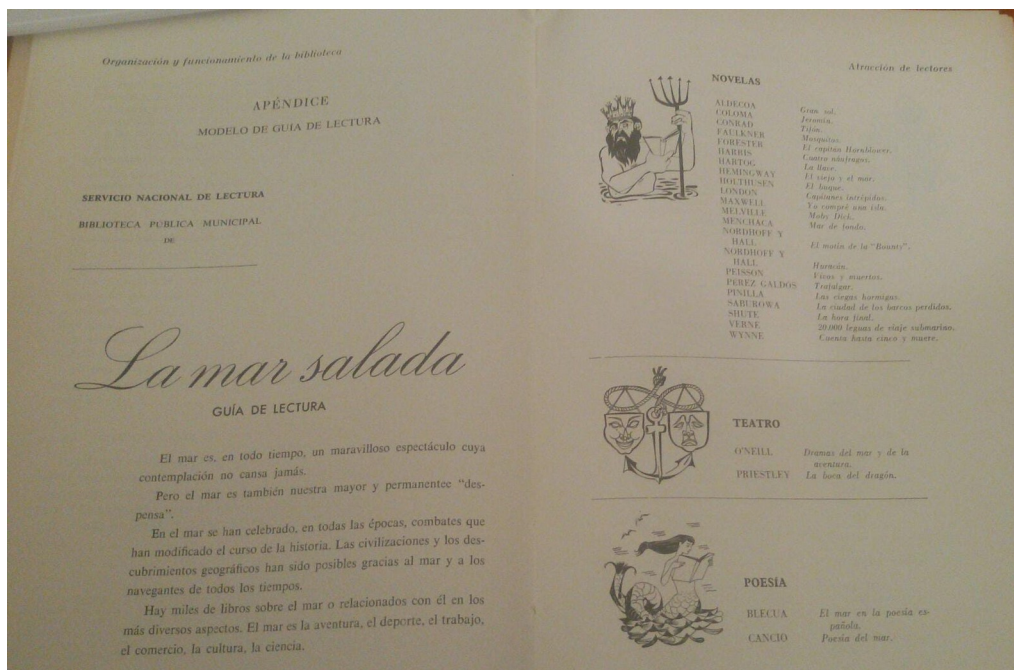 Organización y funcionamiento de la biblioteca
APÉNDICE
MODELO DE GUIA DE LECTURA
SERVICIO NACIONAL DE LECTURA
BIBLIOTECA PUBLICA MUNICIPAL
DE
La mar salada
GUÍA DE LECTURA
El mar es, en todo tiempo, un maravilloso espectáculo cuya
contemplación no cansa jamás.
Pero el mar es también nuestra mayor y permanentee "des-
pensa".
En el mar se han celebrado, en todas las épocas, combates que
han modificado el curso de la historia. Las civilizaciones y los des-
cubrimientos geográficos han sido posibles gracias al mar y a los
navegantes de todos los tiempos.
Hay miles de libros sobre el mar o relacionados con él en los
más diversos aspectos. El mar es la aventura, el deporte, el trabajo,
el comercio, la cultura, la ciencia.
Atracción de lectores
NOVELAS
ALDECOA Gran sol.
COLOMA Jeromín.
CONRAD Tifón.
FAULKNER Mosquitos.
FORESTER El capitán Hornblower.
HARRIS Cuatro náufragos.
HARTOG La llave.
HEMINGWAY El viejo y el mar.
HOLTHUSEN El buque.
LONDON Capitanes intrépidos.
MAXWELL Yo compré una isla.
MELVILLE Moby Dick.
MENCHACA Mar de fondo.
NORDHOFF Y
HALL El motín de la "Bounty".
NORDHOFF Y
HALL Huracán.
PEISSON Vivos y muertos.
PEREZ GALDOS Trafalgar.
PINILLA Las ciegas hormigas.
SABUROWA La ciudad de los barcos perdidos.
SHUTE La hora final.
VERNE 20.000 leguas de viaje submarino.
WYNNE Cuenta hasta cinco y muere.
TEATRO
O'NEILL Dramas del mar y de la
aventura.
PRIESTLEY La boca del dragón.
POESÍA
BLECUA El mar en la poesía es-
pañola.
CANCIO Poesía del mar.